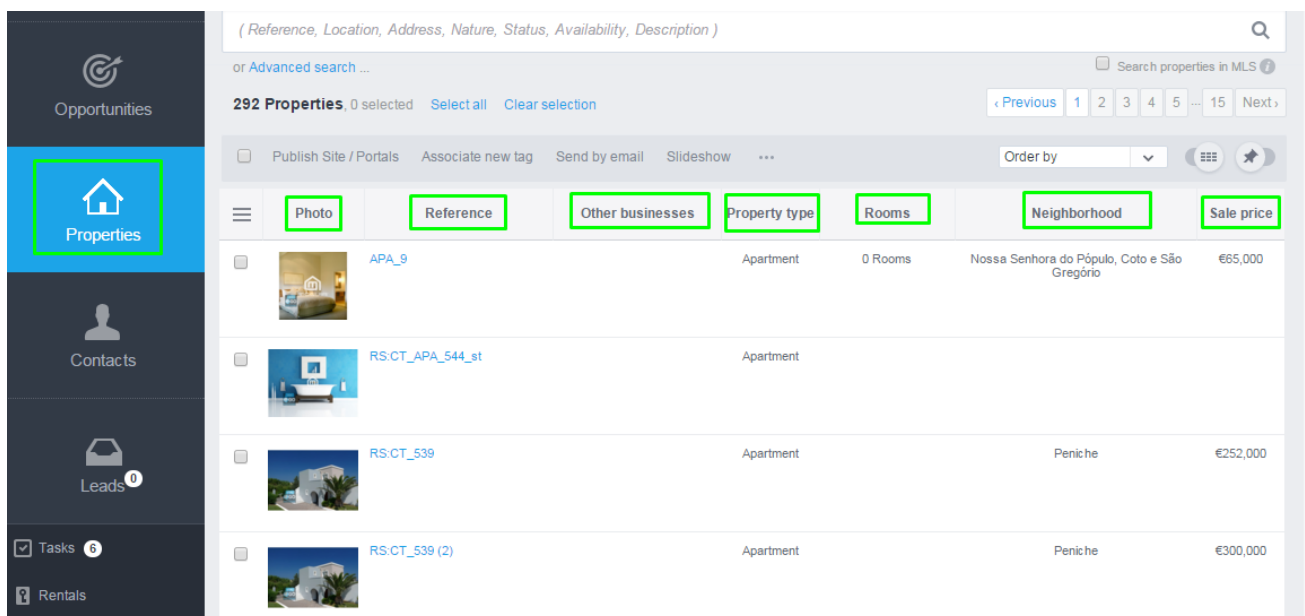 ( Reference, Location, Address, Nature, Status, Availability, Description )
or Advanced search ...
Search properties in MLS i
292 Properties, 0 selected Select all Clear selection
‹ Previous 1 2 3 4 5 ... 15 Next ›
Publish Site / Portals Associate new tag Send by email Slideshow ...
Order by
Photo Reference Other businesses Property type Rooms Neighborhood Sale price
APA_9 Apartment 0 Rooms Nossa Senhora do Pópulo, Coto e São Gregório €65,000
RS:CT_APA_544_st Apartment
RS:CT_539 Apartment Peniche €252,000
RS:CT_539 (2) Apartment Peniche €300,000
Opportunities
Properties
Contacts
Leads 0
Tasks 6
Rentals